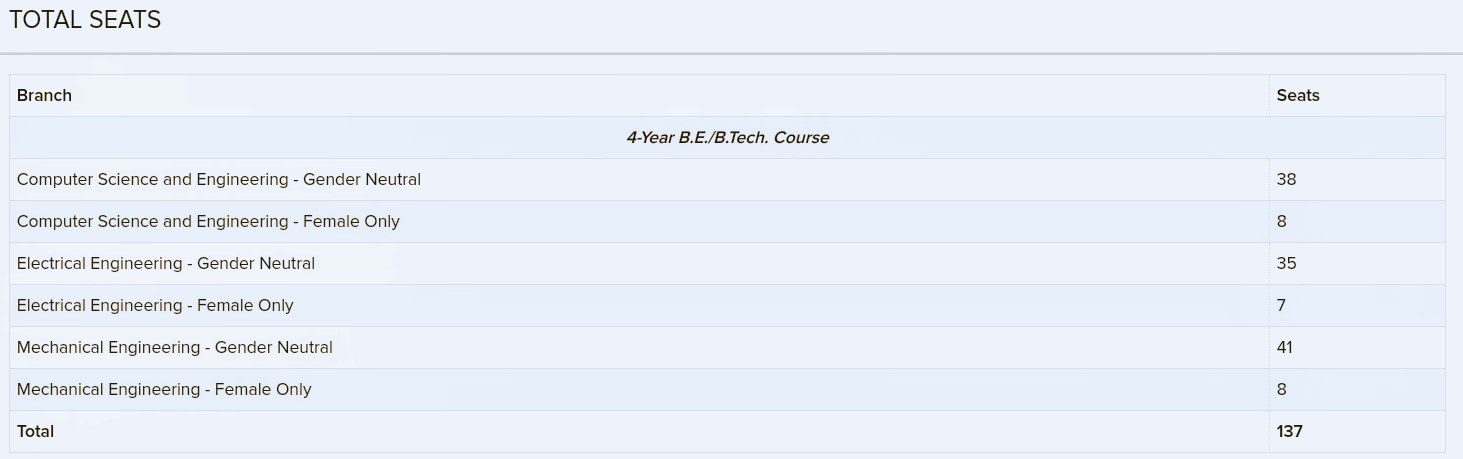 TOTAL SEATS
Branch Seats
4-Year B.E./B.Tech. Course
Computer Science and Engineering - Gender Neutral 38
Computer Science and Engineering - Female Only 8
Electrical Engineering - Gender Neutral 35
Electrical Engineering - Female Only 7
Mechanical Engineering - Gender Neutral 41
Mechanical Engineering - Female Only 8
Total 137